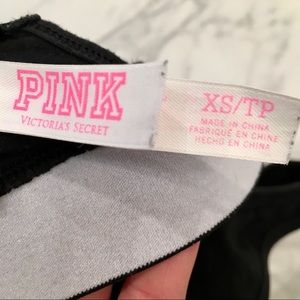 PINK
VICTORIA'S SECRET
XS/TP
MADE IN CHINA
FABRIQUÉ EN CHINE
HECHO EN CHINA